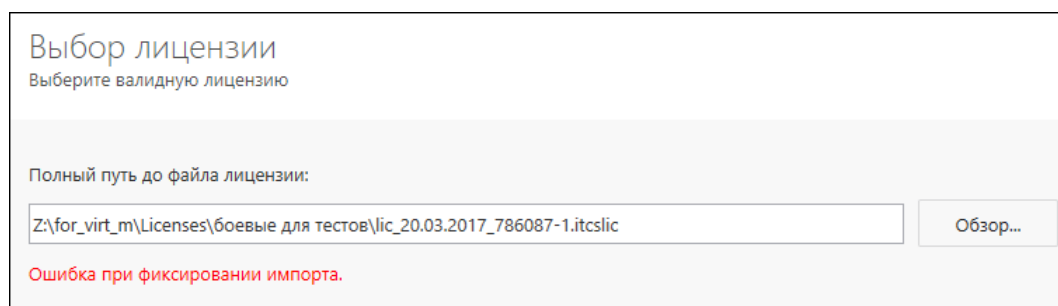 Выбор лицензии
Выберите валидную лицензию
Полный путь до файла лицензии:
Z:\for_virt_m\Licenses\боевые для тестов\lic_20.03.2017_786087-1.itcslic
Обзор...
Ошибка при фиксировании импорта.